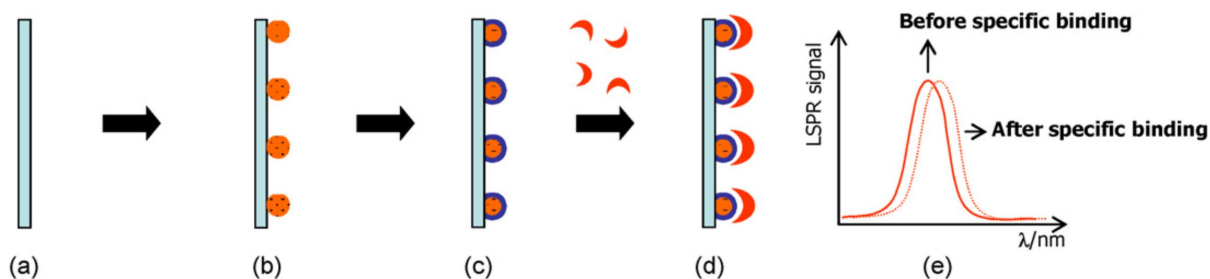 Before specific binding
LSPR signal
After specific binding
λ/nm
(a)
(b)
(c)
(d)
(e)